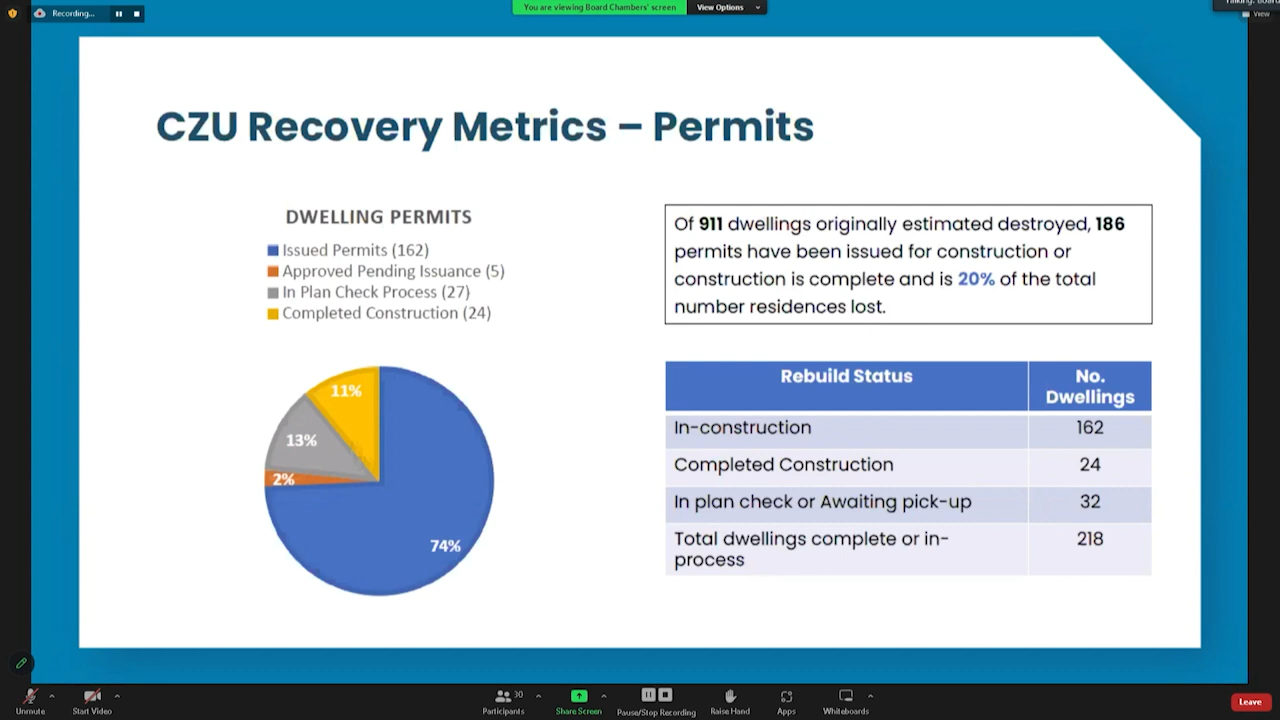 Recording...
You are viewing Board Chambers' screen
View Options
View
CZU Recovery Metrics – Permits
DWELLING PERMITS
Issued Permits (162)
Approved Pending Issuance (5)
In Plan Check Process (27)
Completed Construction (24)
11%
13%
2%
74%
Of 911 dwellings originally estimated destroyed, 186
permits have been issued for construction or
construction is complete and is 20% of the total
number residences lost.
Rebuild Status No.
Dwellings
In-construction 162
Completed Construction 24
In plan check or Awaiting pick-up 32
Total dwellings complete or in- 218
process
Unmute
Start Video
30
Participants
Share Screen
Pause/Stop Recording
Raise Hand
Apps
Whiteboards
Leave